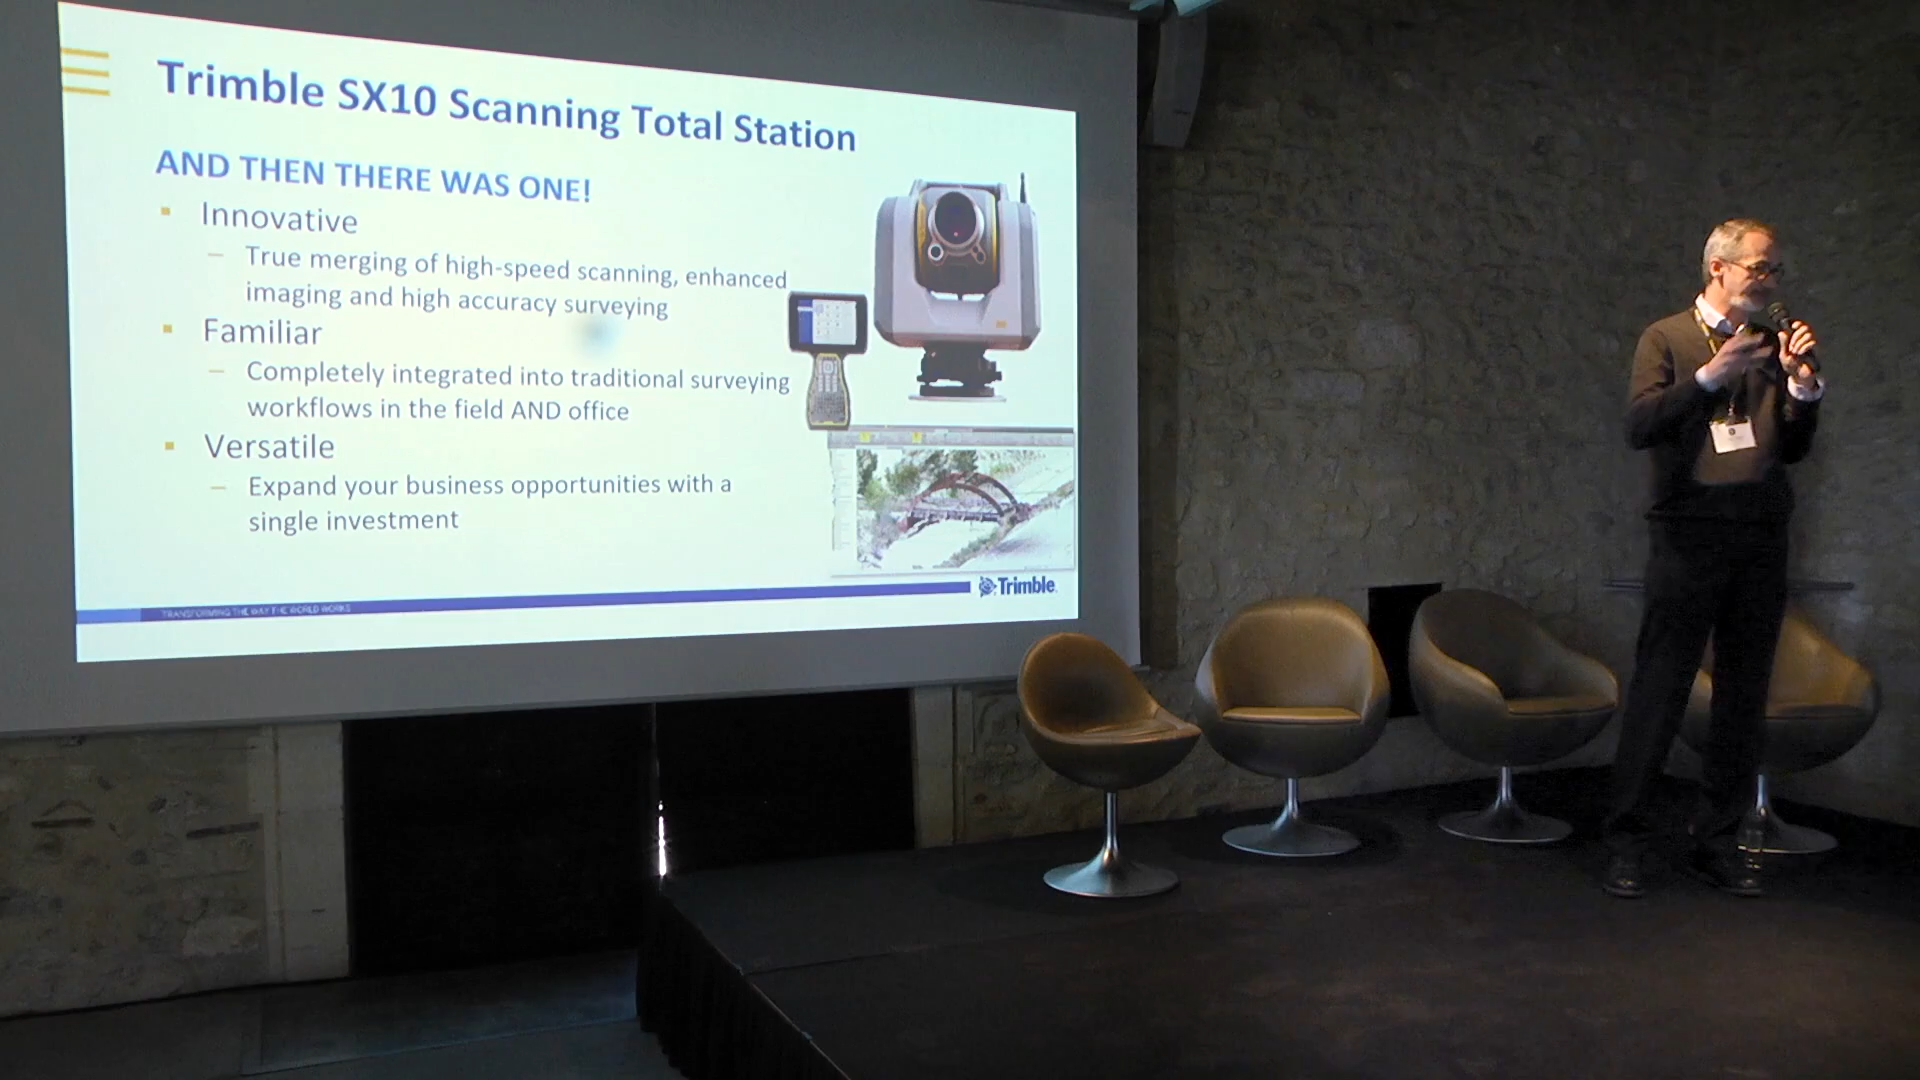 Trimble SX10 Scanning Total Station
AND THEN THERE WAS ONE!
Innovative
True merging of high-speed scanning, enhanced
imaging and high accuracy surveying
Familiar
Completely integrated into traditional surveying
workflows in the field AND office
Versatile
Expand your business opportunities with a
single investment
TRANSFORMING THE WAY THE WORLD WORKS
Trimble